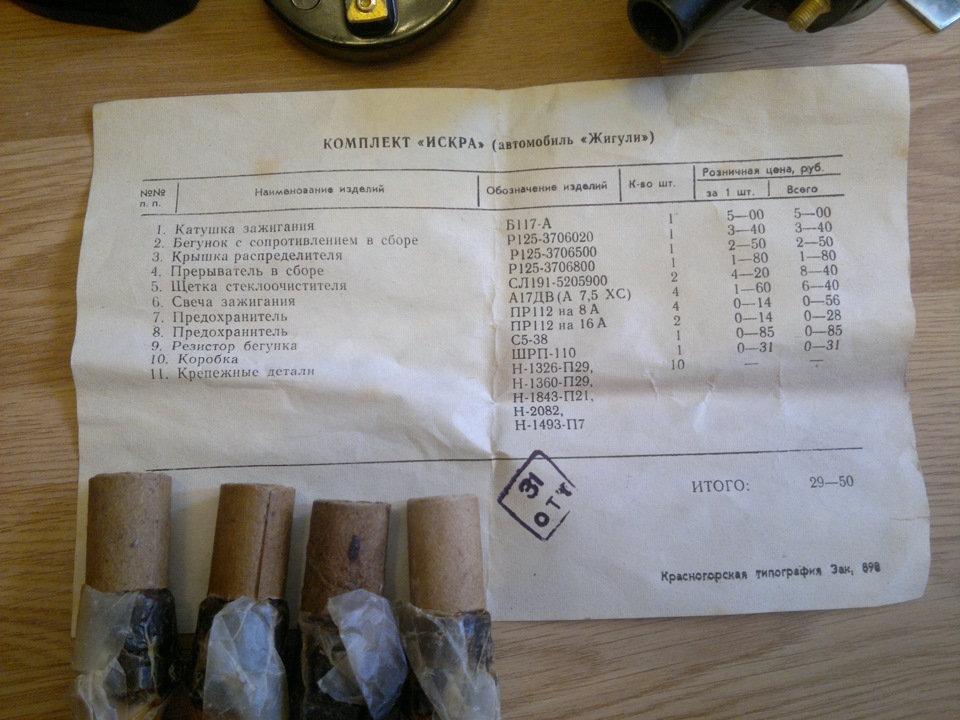 КОМПЛЕКТ «ИСКРА» (автомобиль «Жигули»)
№№ п. п. Наименование изделий Обозначение изделий К-во шт. Розничная цена, руб.
за 1 шт. Всего
1. Катушка зажигания Б117-А 1 5—00 5—00
2. Бегунок с сопротивлением в сборе Р125-3706020 1 3—40 3—40
3. Крышка распределителя Р125-3706500 1 2—50 2—50
4. Прерыватель в сборе Р125-3706800 1 1—80 1—80
5. Щетка стеклоочистителя СЛ191-5205900 2 4—20 8—40
6. Свеча зажигания А17ДВ (А 7,5 ХС) 4 1—60 6—40
7. Предохранитель ПР112 на 8 А 4 0—14 0—56
8. Предохранитель ПР112 на 16 А 2 0—14 0—28
9. Резистор бегунка С5-38 1 0—85 0—85
10. Коробка ШРП-110 1 0—31 0—31
11. Крепежные детали Н-1326-П29, 10 — —
Н-1360-П29,
Н-1843-П21,
Н-2082,
Н-1493-П7
ИТОГО: 29—50
31
ОТК
Красногорская типография Зак, 898